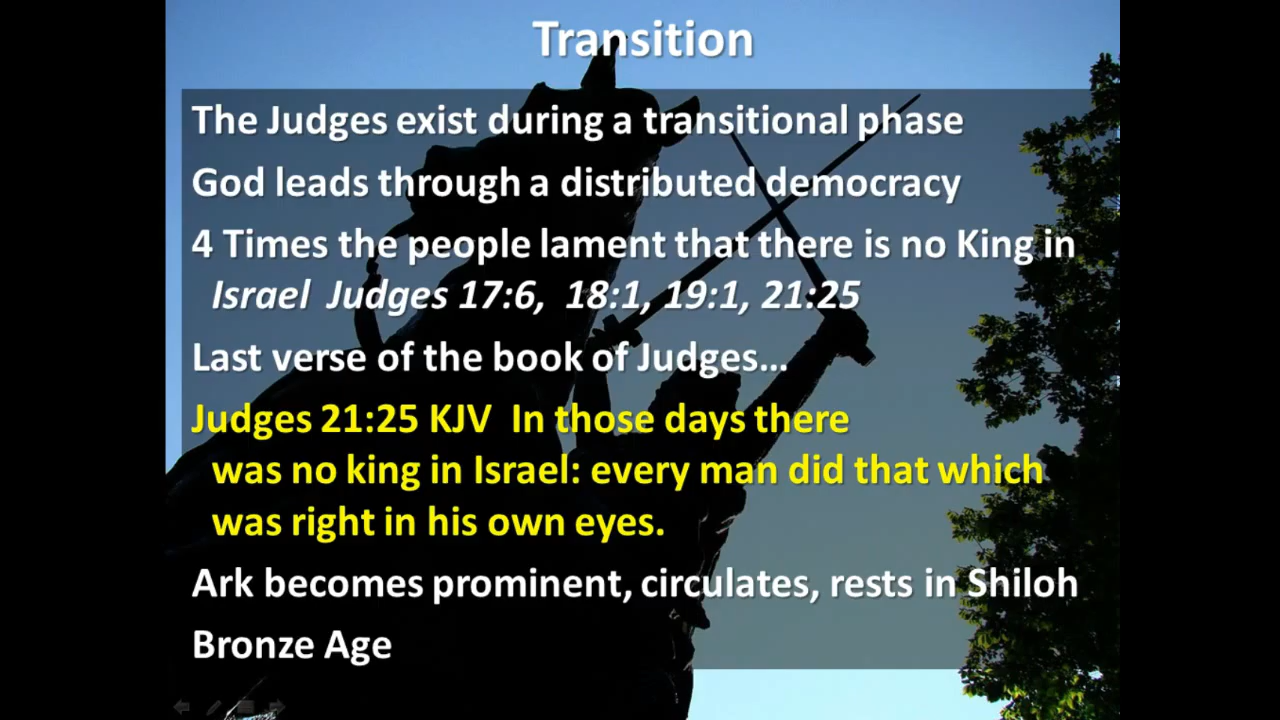 Transition
The Judges exist during a transitional phase
God leads through a distributed democracy
4 Times the people lament that there is no King in
Israel  Judges 17:6,  18:1, 19:1, 21:25
Last verse of the book of Judges…
Judges 21:25 KJV  In those days there
was no king in Israel: every man did that which
was right in his own eyes.
Ark becomes prominent, circulates, rests in Shiloh
Bronze Age